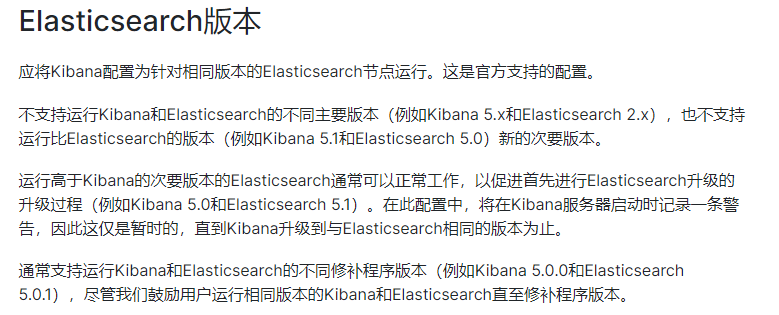 Elasticsearch版本
应将Kibana配置为针对相同版本的Elasticsearch节点运行。这是官方支持的配置。
不支持运行Kibana和Elasticsearch的不同主要版本（例如Kibana 5.x和Elasticsearch 2.x），也不支持
运行比Elasticsearch的版本（例如Kibana 5.1和Elasticsearch 5.0）新的次要版本。
运行高于Kibana的次要版本的Elasticsearch通常可以正常工作，以促进首先进行Elasticsearch升级的
升级过程（例如Kibana 5.0和Elasticsearch 5.1）。在此配置中，将在Kibana服务器启动时记录一条警
告，因此这仅是暂时的，直到Kibana升级到与Elasticsearch相同的版本为止。
通常支持运行Kibana和Elasticsearch的不同修补程序版本（例如Kibana 5.0.0和Elasticsearch
5.0.1），尽管我们鼓励用户运行相同版本的Kibana和Elasticsearch直至修补程序版本。